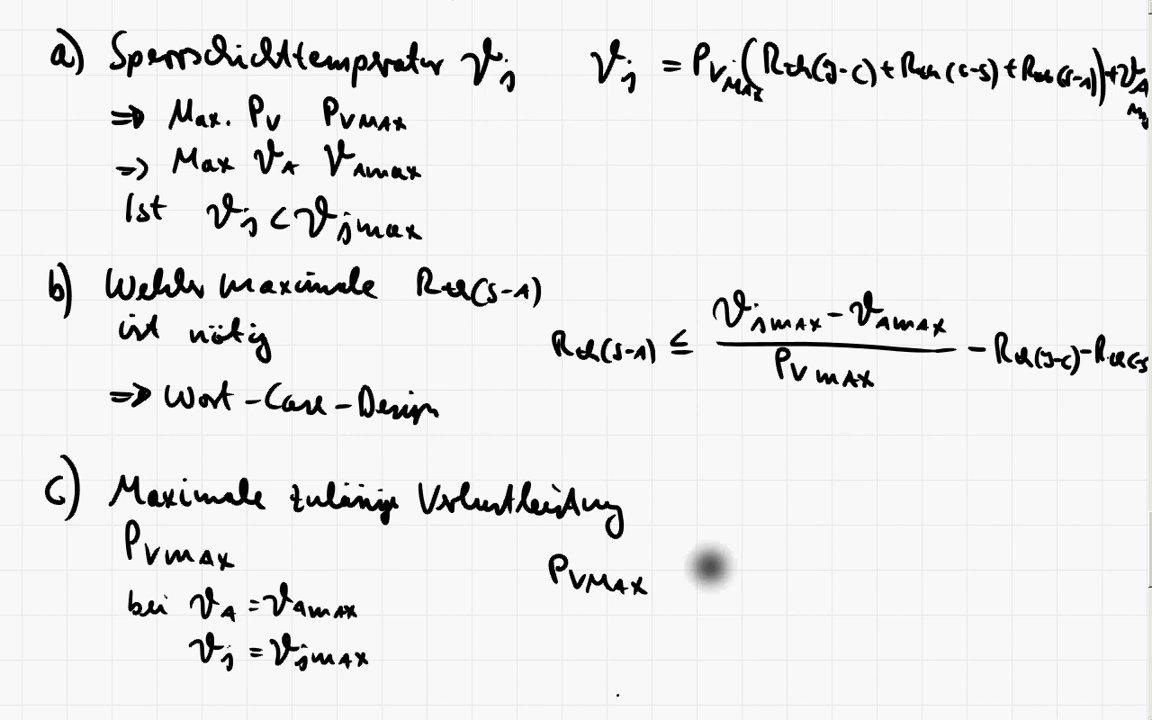 a) Sperrschichttemperatur ϑj ϑj = PVMAX (Rth(j-c) + Rth(c-s) + Rth(s-A)) + ϑA
⇒ Max. PV PVMAX
⇒ Max ϑA ϑAmax
Ist ϑj < ϑjmax
b) Welcher maximale Rth(s-A)
ist nötig
Rth(s-A) ≤ (ϑjmax - ϑAmax) / PVMAX - Rth(j-c) - Rth(c-s
⇒ Worst-Case-Design
c) Maximale zulässige Verlustleistung
PVMAX
PVMAX
bei ϑA = ϑAmax
ϑj = ϑjmax